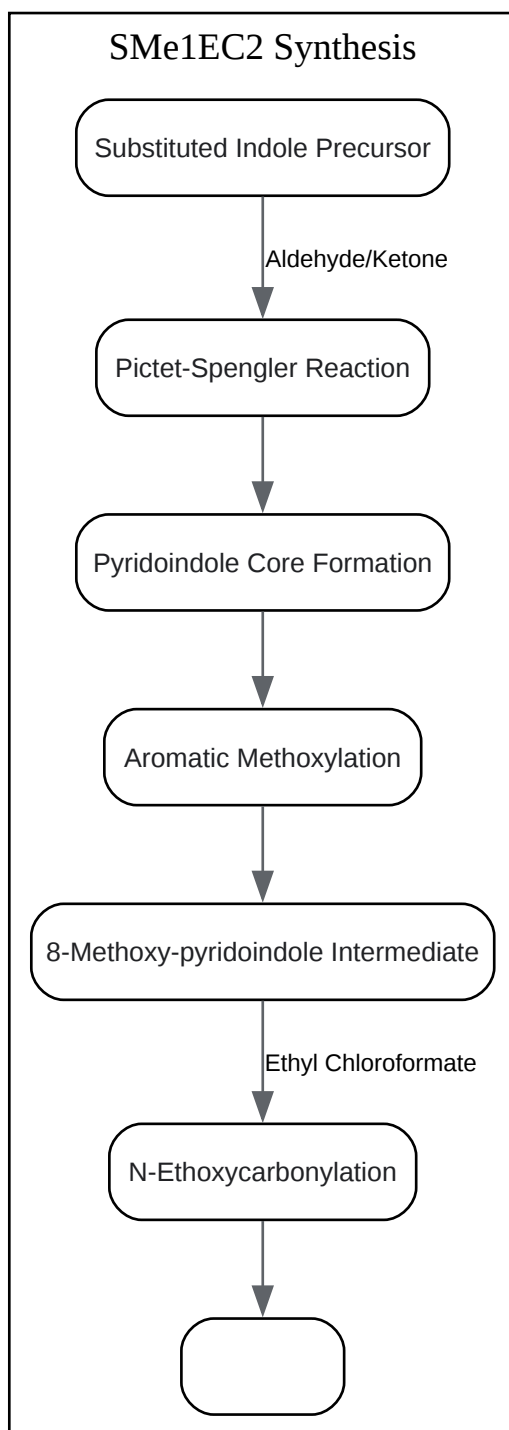 SMe1EC2 Synthesis
Substituted Indole Precursor
Aldehyde/Ketone
Pictet-Spengler Reaction
Pyridoindole Core Formation
Aromatic Methoxylation
8-Methoxy-pyridoindole Intermediate
Ethyl Chloroformate
N-Ethoxycarbonylation